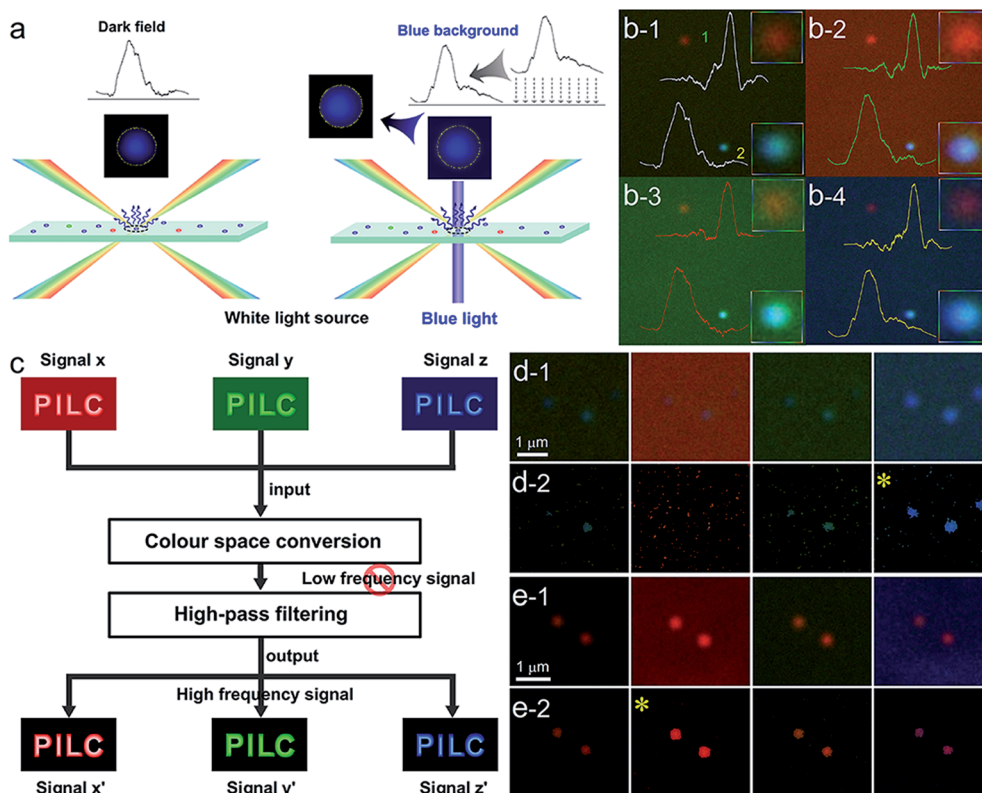 a
Dark field
Blue background
White light source
Blue light
b-1
1
2
b-2
b-3
b-4
c
Signal x
Signal y
Signal z
PILC
PILC
PILC
input
Colour space conversion
Low frequency signal
High-pass filtering
output
High frequency signal
PILC
PILC
PILC
Signal x'
Signal y'
Signal z'
d-1
1 μm
d-2
*
e-1
1 μm
e-2
*